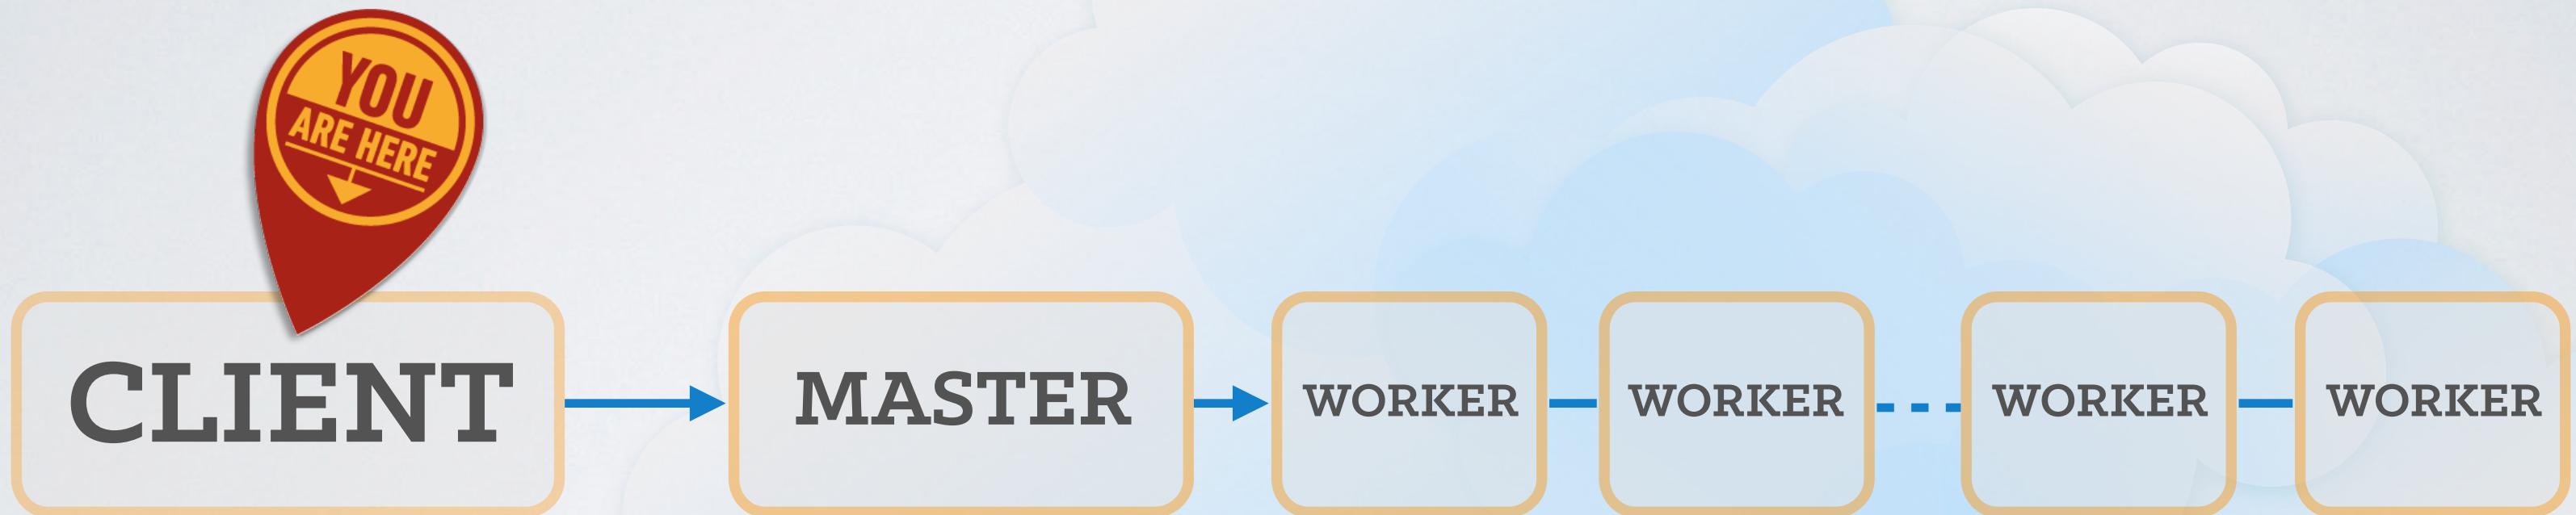 YOU
ARE HERE
CLIENT
MASTER
WORKER
WORKER
WORKER
WORKER